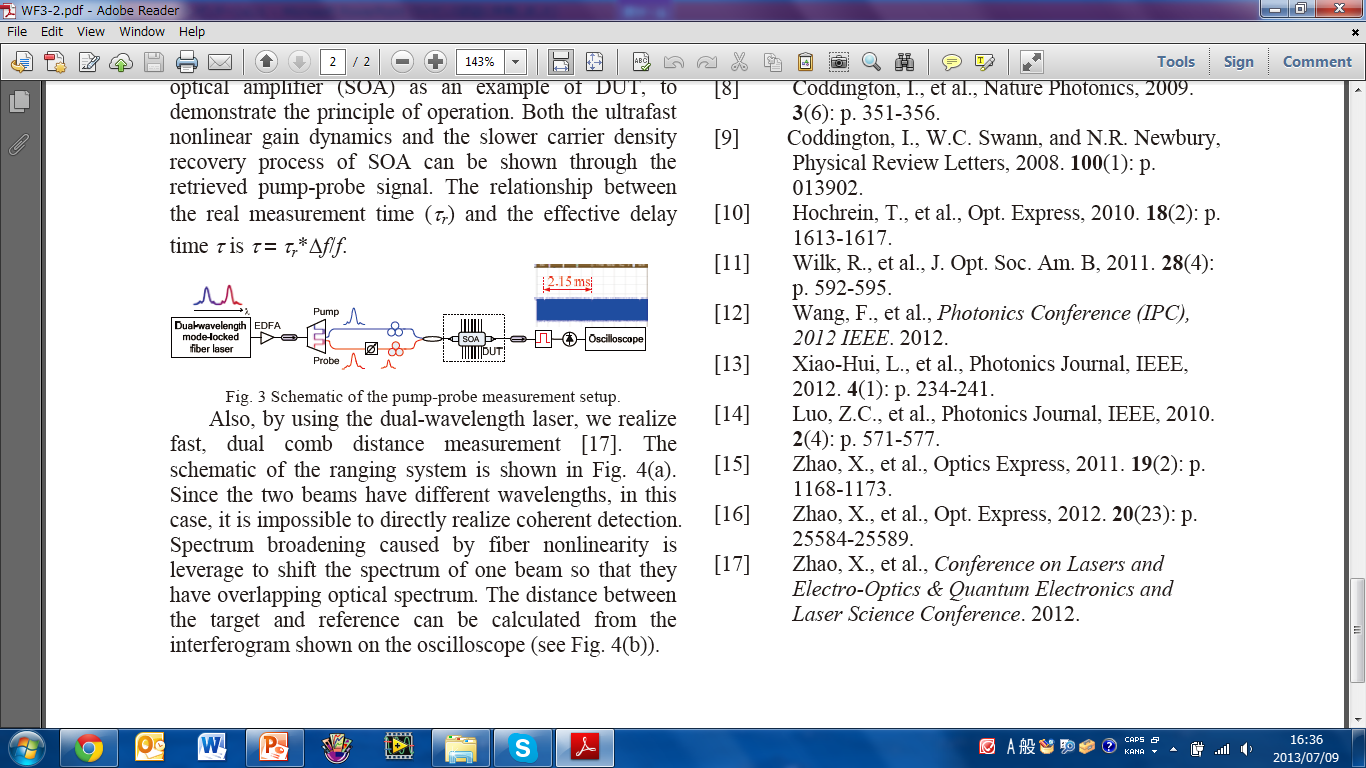 WF3-2.pdf - Adobe Reader
File Edit View Window Help
2 / 2 143% Tools Sign Comment
optical amplifier (SOA) as an example of DUT, to
demonstrate the principle of operation. Both the ultrafast
nonlinear gain dynamics and the slower carrier density
recovery process of SOA can be shown through the
retrieved pump-probe signal. The relationship between
the real measurement time (τr) and the effective delay
time τ is τ = τr*Δf/f.
2.15 ms
λ
Pump
Dual-wavelength
mode-locked
fiber laser
EDFA
SOA
DUT
Oscilloscope
Probe
Fig. 3 Schematic of the pump-probe measurement setup.
Also, by using the dual-wavelength laser, we realize
fast, dual comb distance measurement [17]. The
schematic of the ranging system is shown in Fig. 4(a).
Since the two beams have different wavelengths, in this
case, it is impossible to directly realize coherent detection.
Spectrum broadening caused by fiber nonlinearity is
leverage to shift the spectrum of one beam so that they
have overlapping optical spectrum. The distance between
the target and reference can be calculated from the
interferogram shown on the oscilloscope (see Fig. 4(b)).
[8] Coddington, I., et al., Nature Photonics, 2009.
3(6): p. 351-356.
[9] Coddington, I., W.C. Swann, and N.R. Newbury,
Physical Review Letters, 2008. 100(1): p.
013902.
[10] Hochrein, T., et al., Opt. Express, 2010. 18(2): p.
1613-1617.
[11] Wilk, R., et al., J. Opt. Soc. Am. B, 2011. 28(4):
p. 592-595.
[12] Wang, F., et al., Photonics Conference (IPC),
2012 IEEE. 2012.
[13] Xiao-Hui, L., et al., Photonics Journal, IEEE,
2012. 4(1): p. 234-241.
[14] Luo, Z.C., et al., Photonics Journal, IEEE, 2010.
2(4): p. 571-577.
[15] Zhao, X., et al., Optics Express, 2011. 19(2): p.
1168-1173.
[16] Zhao, X., et al., Opt. Express, 2012. 20(23): p.
25584-25589.
[17] Zhao, X., et al., Conference on Lasers and
Electro-Optics & Quantum Electronics and
Laser Science Conference. 2012.
A 般 CAPS
KANA
16:36
2013/07/09